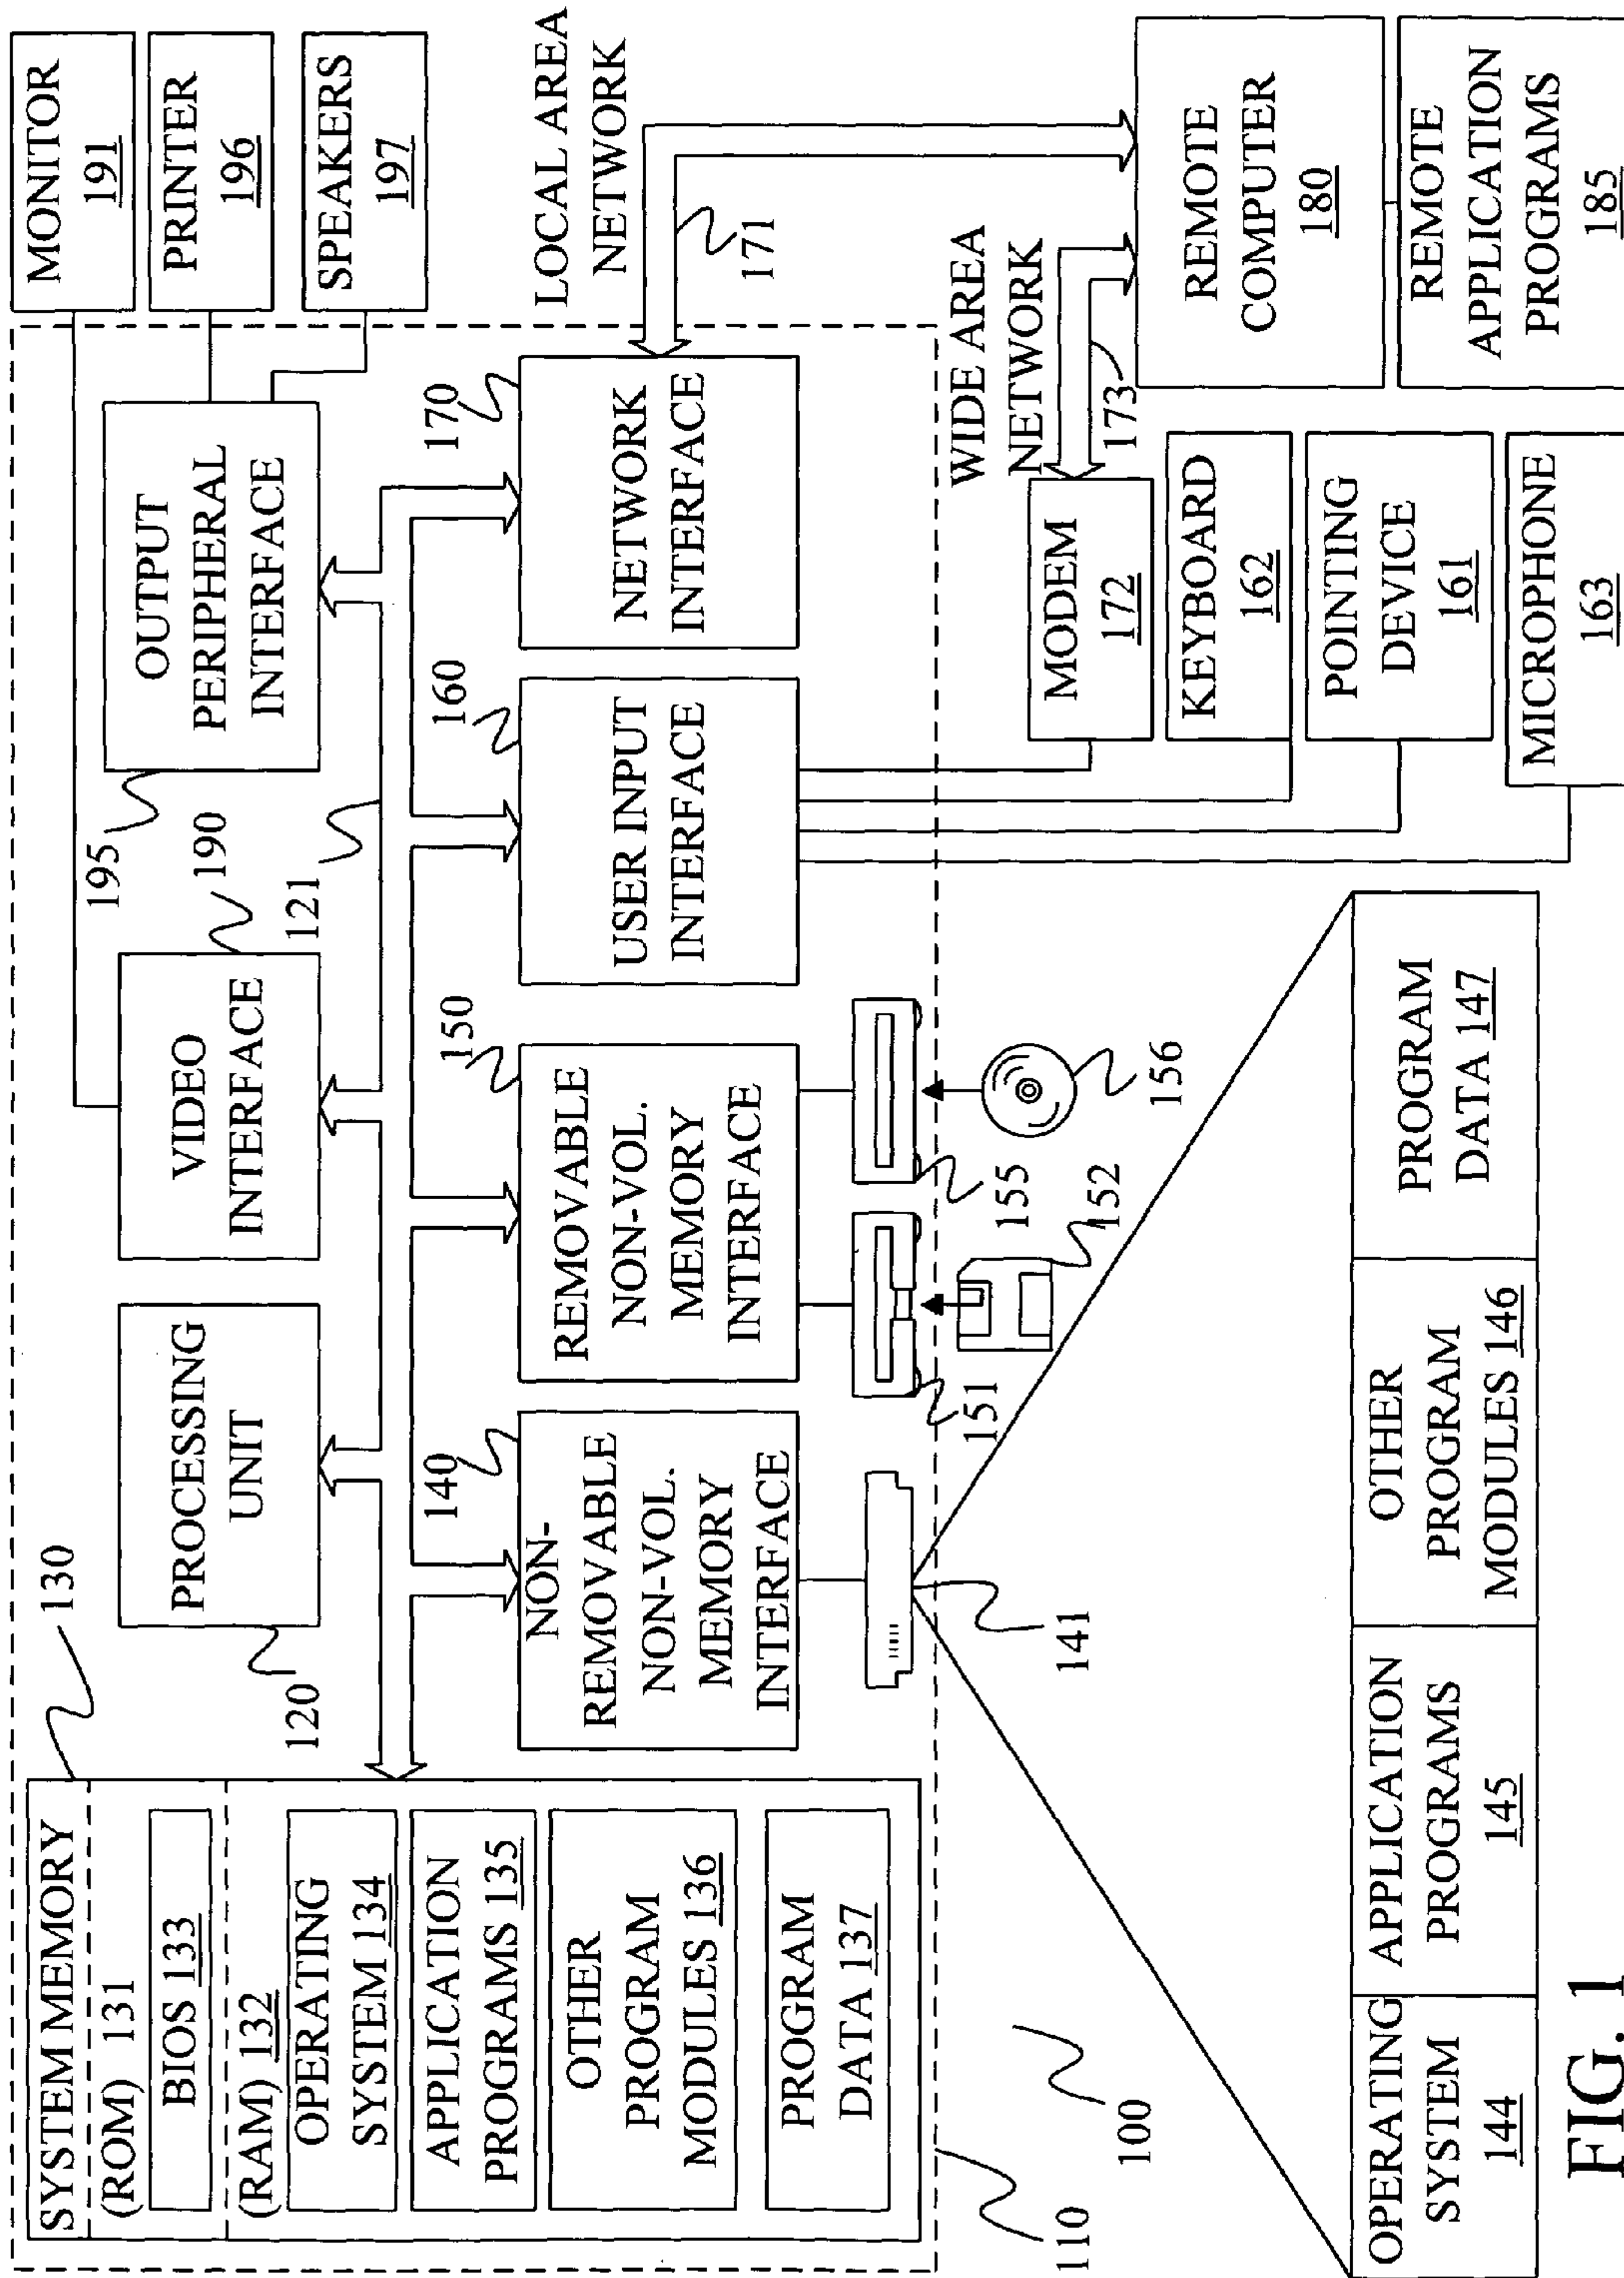 SYSTEM MEMORY
(ROM) 131
BIOS 133
(RAM) 132
OPERATING
SYSTEM 134
APPLICATION
PROGRAMS 135
OTHER
PROGRAM
MODULES 136
PROGRAM
DATA 137
130
PROCESSING
UNIT
120
VIDEO
INTERFACE
190
121
OUTPUT
PERIPHERAL
INTERFACE
195
MONITOR
191
PRINTER
196
SPEAKERS
197
NON-
REMOVABLE
NON-VOL.
MEMORY
INTERFACE
140
REMOVABLE
NON-VOL.
MEMORY
INTERFACE
150
USER INPUT
INTERFACE
160
NETWORK
INTERFACE
170
LOCAL AREA
NETWORK
171
WIDE AREA
NETWORK
173
141
151
152
155
156
MODEM
172
KEYBOARD
162
POINTING
DEVICE
161
MICROPHONE
163
REMOTE
COMPUTER
180
REMOTE
APPLICATION
PROGRAMS
185
110
100
OPERATING
SYSTEM
144
APPLICATION
PROGRAMS
145
OTHER
PROGRAM
MODULES 146
PROGRAM
DATA 147
FIG. 1